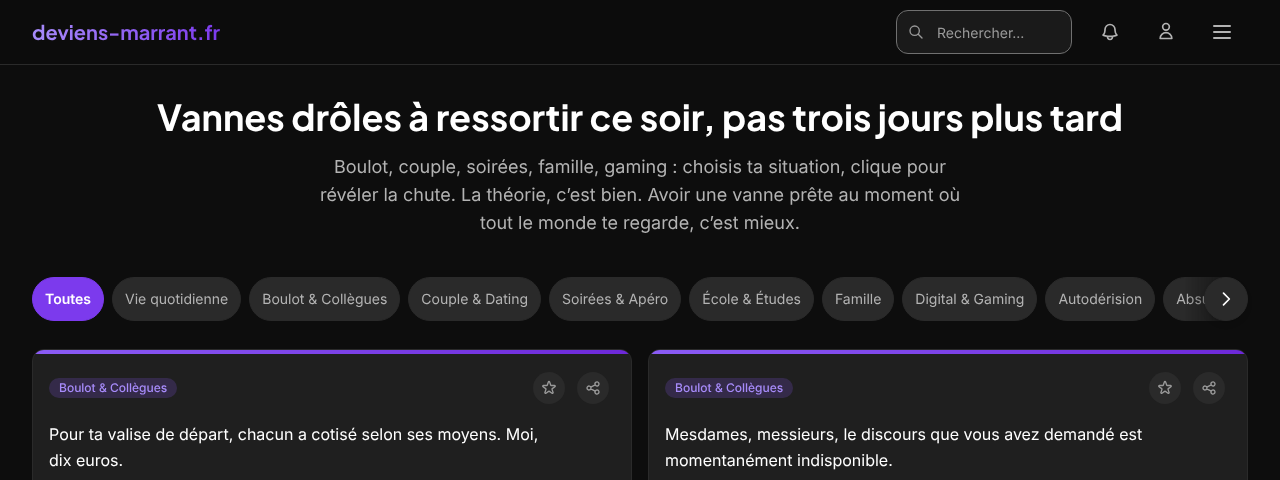 deviens-marrant.fr
Rechercher...
Vannes drôles à ressortir ce soir, pas trois jours plus tard
Boulot, couple, soirées, famille, gaming : choisis ta situation, clique pour
révéler la chute. La théorie, c’est bien. Avoir une vanne prête au moment où
tout le monde te regarde, c’est mieux.
Toutes
Vie quotidienne
Boulot & Collègues
Couple & Dating
Soirées & Apéro
École & Études
Famille
Digital & Gaming
Autodérision
Boulot & Collègues
Pour ta valise de départ, chacun a cotisé selon ses moyens. Moi,
dix euros.
Boulot & Collègues
Mesdames, messieurs, le discours que vous avez demandé est
momentanément indisponible.